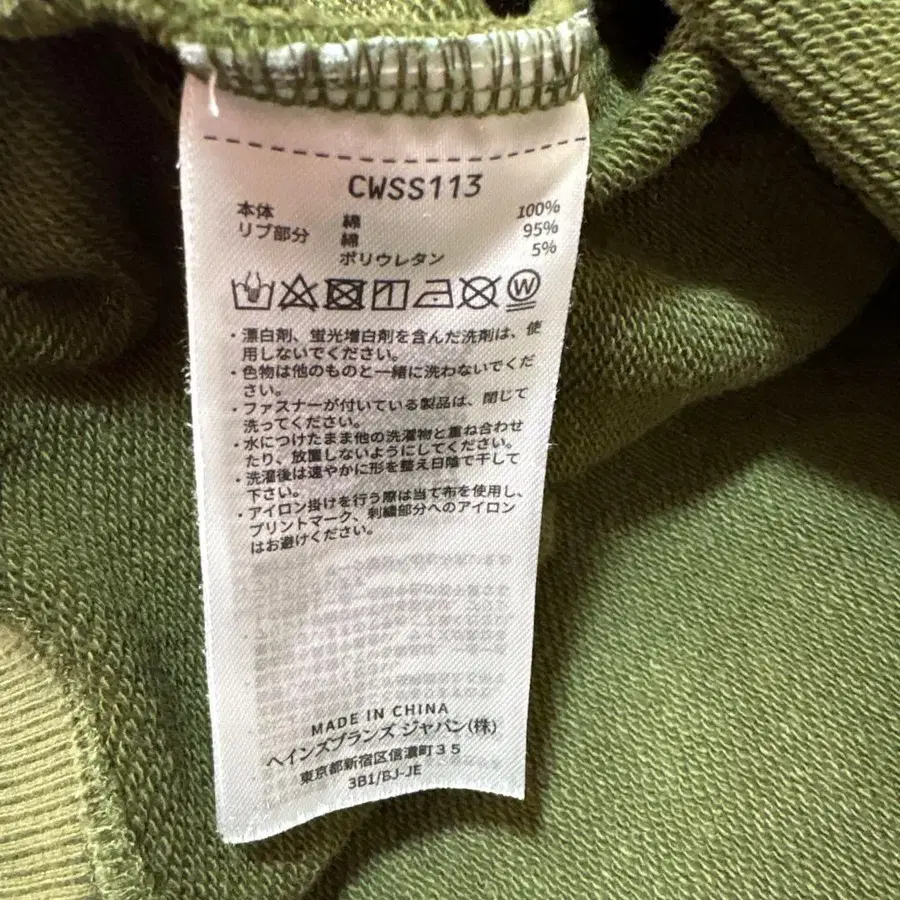 CWSS113
本体 綿 100%
リブ部分 綿 95%
ポリウレタン 5%
W
・漂白剤、蛍光増白剤を含んだ洗剤は、使
用しないでください。
・色物は他のものと一緒に洗わないでくだ
さい。
・ファスナーが付いている製品は、閉じて
洗ってください。
・水につけたまま他の洗濯物と重ね合わせ
たり、放置しないようにしてください。
・洗濯後は速やかに形を整え日陰で干して
下さい。
・アイロン掛けを行う際は当て布を使用し、
プリントマーク、刺繍部分へのアイロン
はお避けください。
MADE IN CHINA
ヘインズブランズ ジャパン(株)
東京都新宿区信濃町35
3B1/BJ-JE